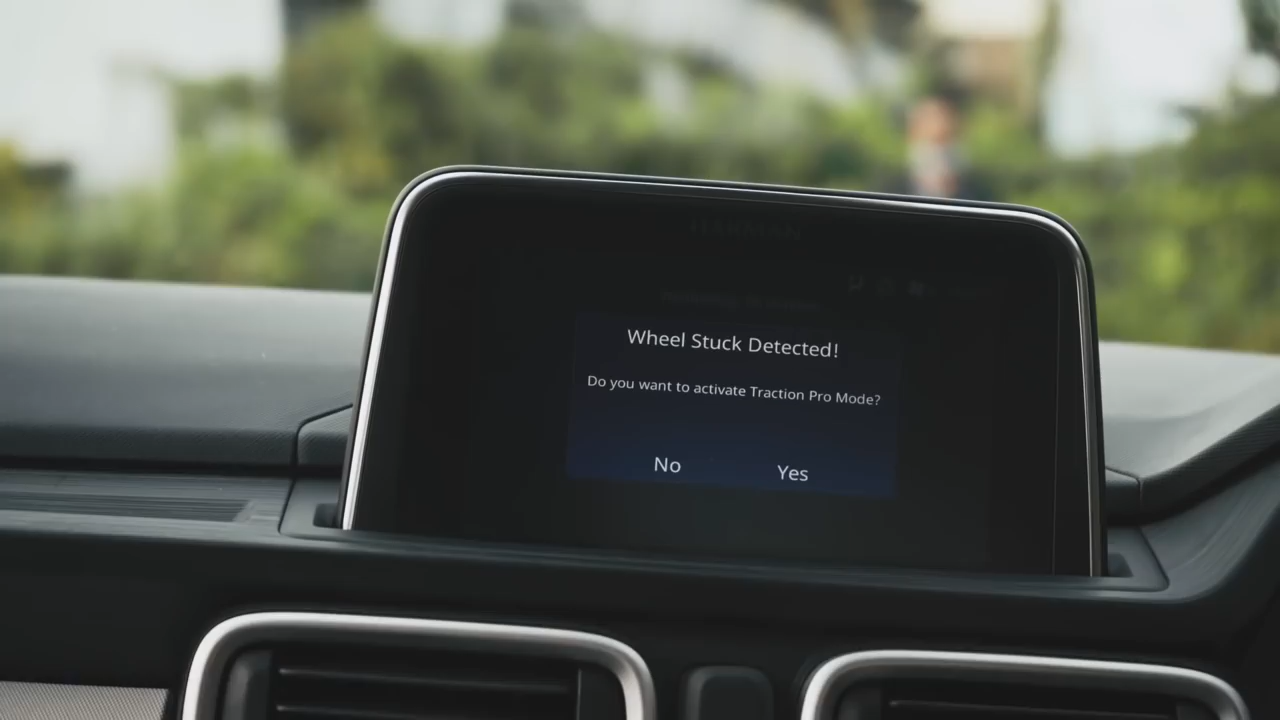 Wheel Stuck Detected!
Do you want to activate Traction Pro Mode?
No Yes